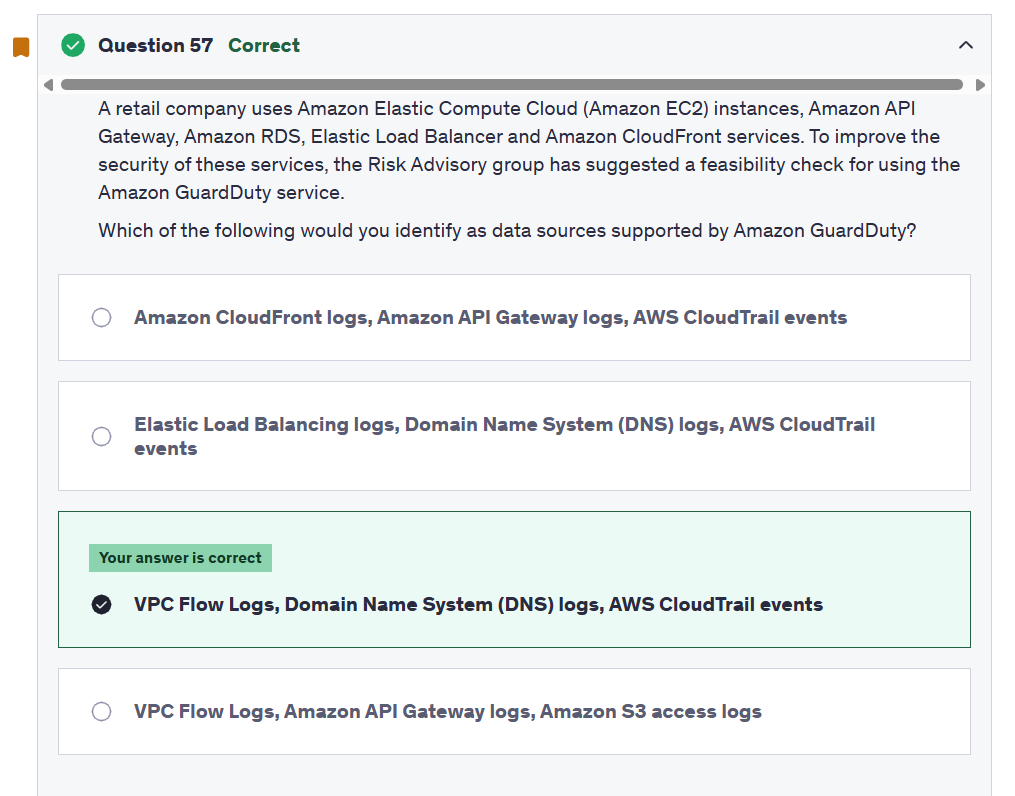 Question 57 Correct
A retail company uses Amazon Elastic Compute Cloud (Amazon EC2) instances, Amazon API
Gateway, Amazon RDS, Elastic Load Balancer and Amazon CloudFront services. To improve the
security of these services, the Risk Advisory group has suggested a feasibility check for using the
Amazon GuardDuty service.
Which of the following would you identify as data sources supported by Amazon GuardDuty?
Amazon CloudFront logs, Amazon API Gateway logs, AWS CloudTrail events
Elastic Load Balancing logs, Domain Name System (DNS) logs, AWS CloudTrail
events
Your answer is correct
VPC Flow Logs, Domain Name System (DNS) logs, AWS CloudTrail events
VPC Flow Logs, Amazon API Gateway logs, Amazon S3 access logs